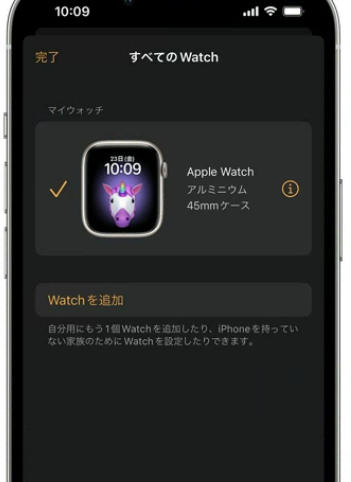 10:09
完了
すべてのWatch
マイウォッチ
23日(金)
10:09
Apple Watch
アルミニウム
45mmケース
Watchを追加
自分用にもう1個Watchを追加したり、iPhoneを持ってい
ない家族のためにWatchを設定したりできます。